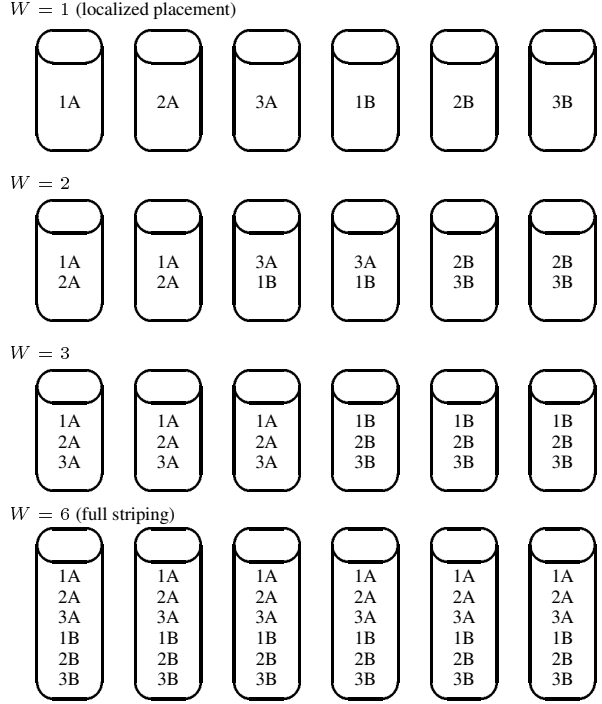 W = 1 (localized placement)
1A 2A 3A 1B 2B 3B
W = 2
1A 1A 3A 3A 2B 2B
2A 2A 1B 1B 3B 3B
W = 3
1A 1A 1A 1B 1B 1B
2A 2A 2A 2B 2B 2B
3A 3A 3A 3B 3B 3B
W = 6 (full striping)
1A 1A 1A 1A 1A 1A
2A 2A 2A 2A 2A 2A
3A 3A 3A 3A 3A 3A
1B 1B 1B 1B 1B 1B
2B 2B 2B 2B 2B 2B
3B 3B 3B 3B 3B 3B